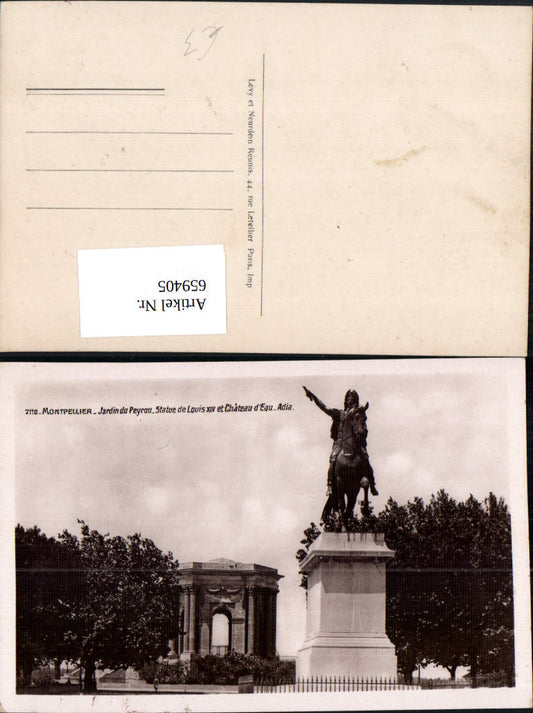 Lévy et Neurdein Réunis, 44, rue Letellier Paris, Imp
Artikel Nr.
659405
MONTPELLIER._ Jardin du Peyrou, Statue de Louis XIV et Château d'Eau. Adia.